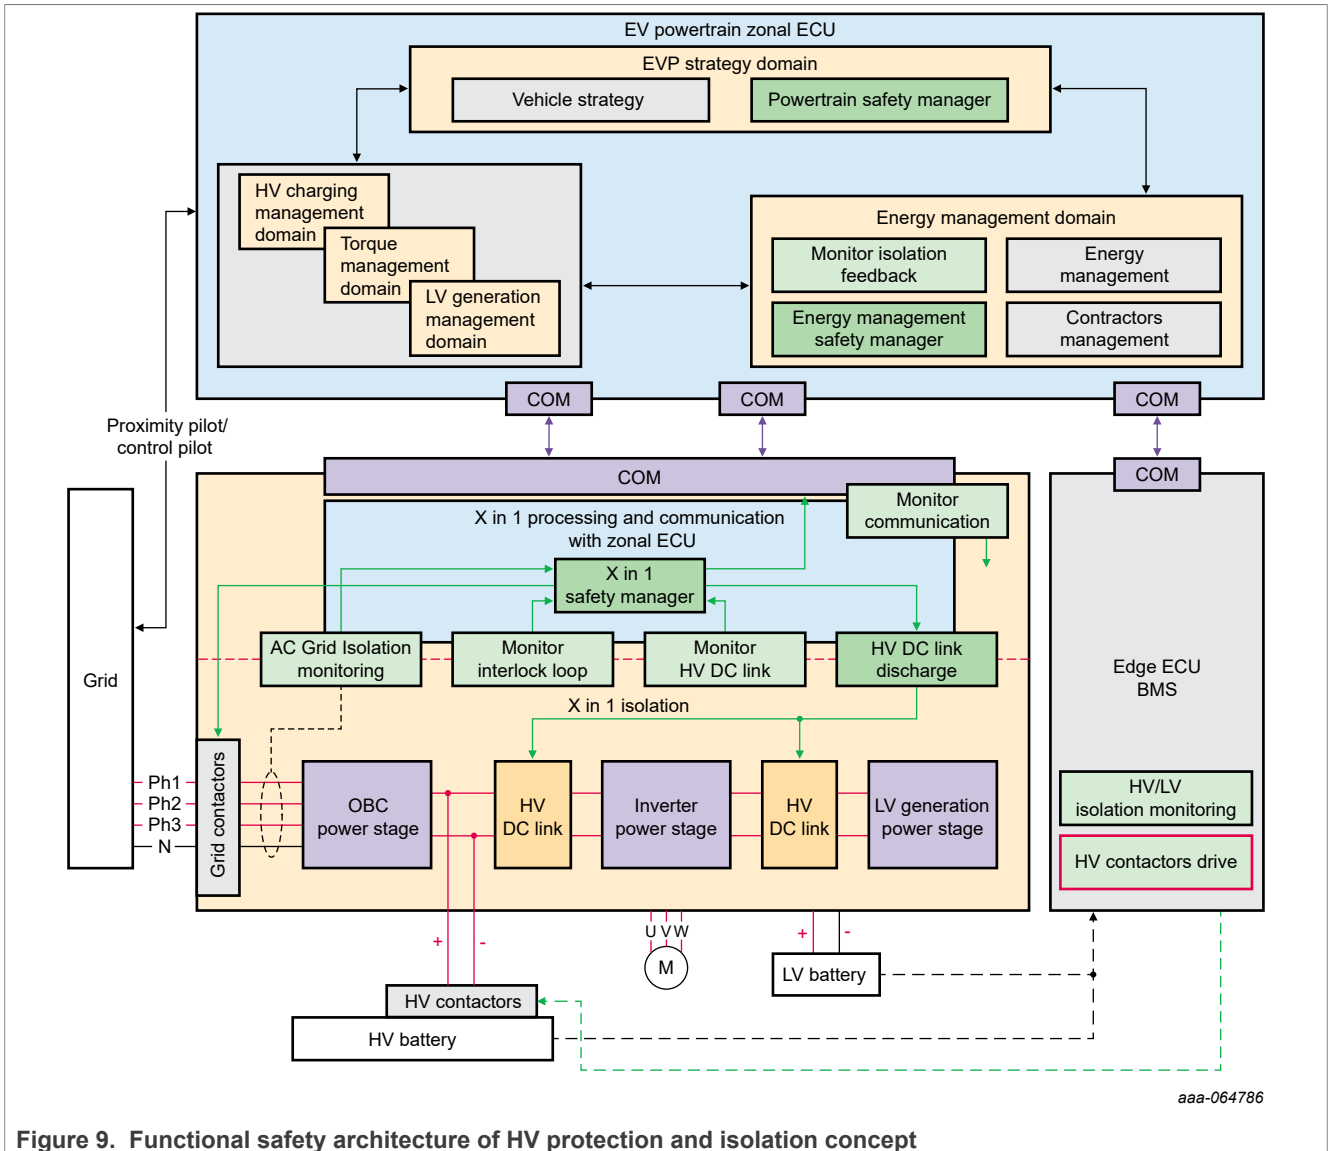 EV powertrain zonal ECU
EVP strategy domain
Vehicle strategy
Powertrain safety manager
HV charging
management
domain
Torque
management
domain
LV generation
management
domain
Energy management domain
Monitor isolation
feedback
Energy
management
Energy management
safety manager
Contractors
management
COM
COM
COM
Proximity pilot/
control pilot
COM
COM
Monitor
communication
X in 1 processing and communication
with zonal ECU
X in 1
safety manager
AC Grid Isolation
monitoring
Monitor
interlock loop
Monitor
HV DC link
HV DC link
discharge
Grid
Edge ECU
BMS
X in 1 isolation
Grid contactors
Ph1
Ph2
Ph3
N
OBC
power stage
HV
DC link
Inverter
power stage
HV
DC link
LV generation
power stage
HV/LV
isolation monitoring
HV contactors drive
+
-
U V W
M
+
-
LV battery
HV contactors
HV battery
aaa-064786
Figure 9. Functional safety architecture of HV protection and isolation concept